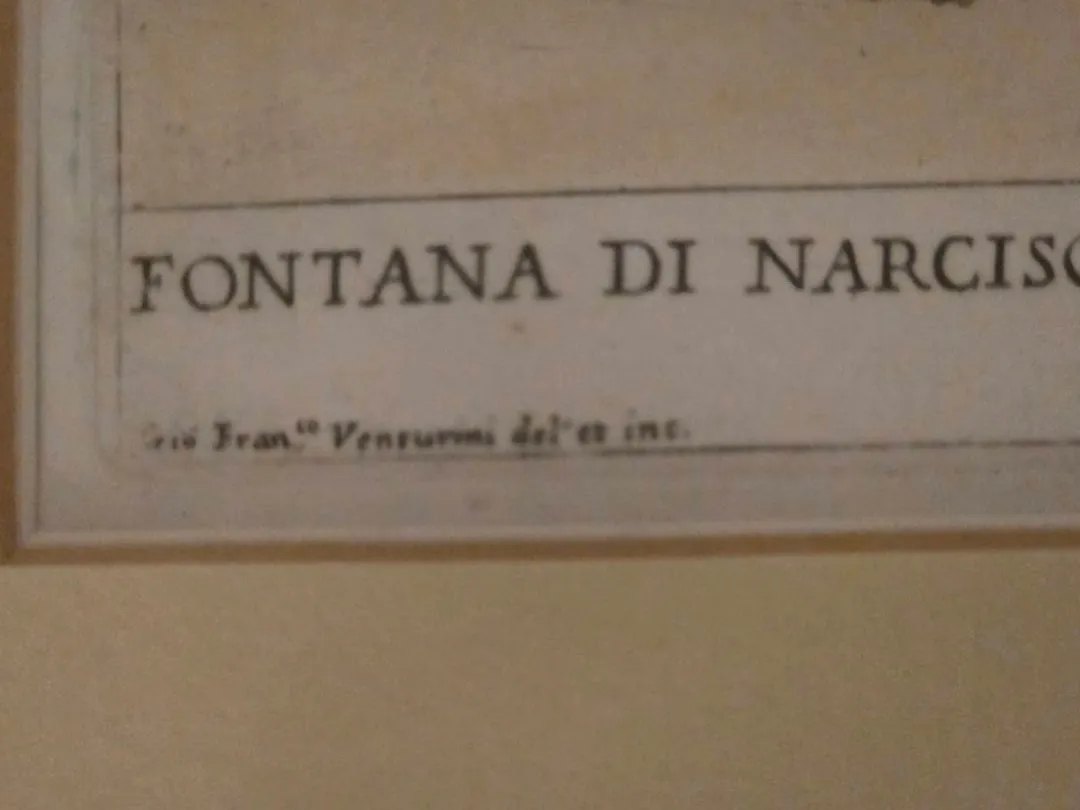 FONTANA DI NARCISO
Gio Fran.co Venturini del. et inc.